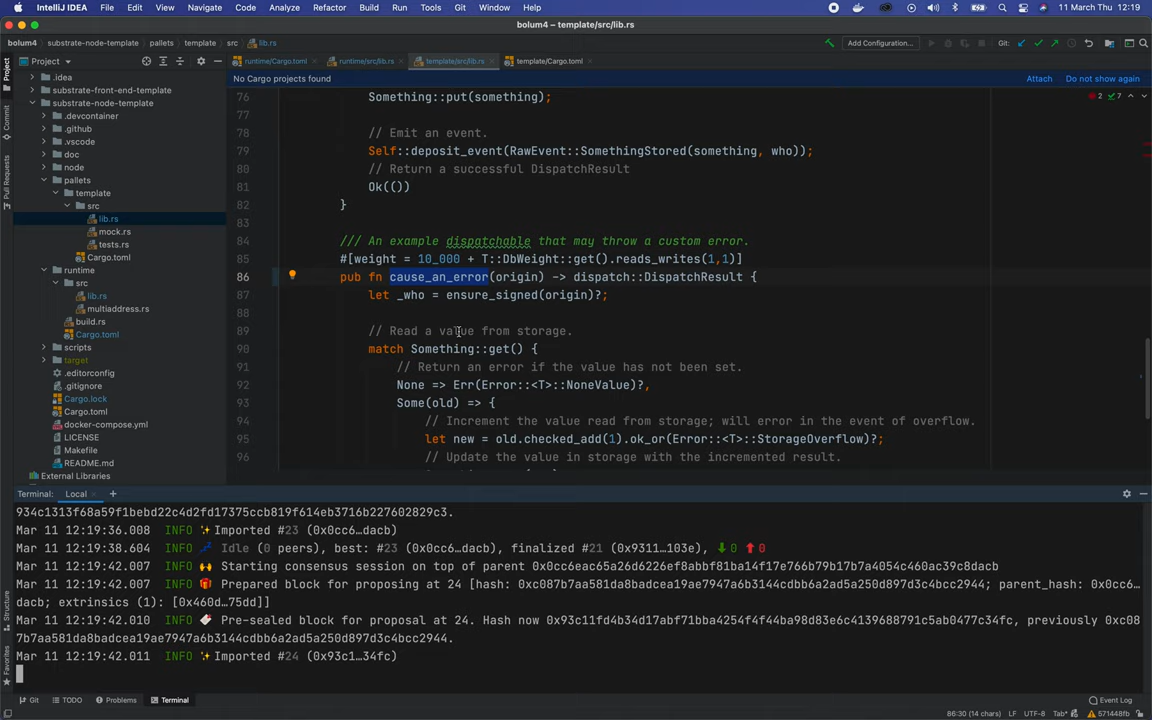 IntelliJ IDEA File Edit View Navigate Code Analyze Refactor Build Run Tools Git Window Help 11 March Thu 12:19
bolum4 – template/src/lib.rs
bolum4 substrate-node-template pallets template src lib.rs Add Configuration... Git:
Project runtime/Cargo.toml runtime/src/lib.rs template/src/lib.rs template/Cargo.toml
No Cargo projects found Attach Do not show again
.idea
substrate-front-end-template
substrate-node-template
.devcontainer
.github
.vscode
doc
node
pallets
template
src
lib.rs
mock.rs
tests.rs
Cargo.toml
runtime
src
lib.rs
multiaddress.rs
build.rs
Cargo.toml
scripts
target
.editorconfig
.gitignore
Cargo.lock
Cargo.toml
docker-compose.yml
LICENSE
Makefile
README.md
External Libraries
Project
Commit
Pull Requests
Structure
Favorites
2 7
76 Something::put(something);
77
78 // Emit an event.
79 Self::deposit_event(RawEvent::SomethingStored(something, who));
80 // Return a successful DispatchResult
81 Ok(())
82 }
83
84 /// An example dispatchable that may throw a custom error.
85 #[weight = 10_000 + T::DbWeight::get().reads_writes(1,1)]
86 pub fn cause_an_error(origin) -> dispatch::DispatchResult {
87 let _who = ensure_signed(origin)?;
88
89 // Read a value from storage.
90 match Something::get() {
91 // Return an error if the value has not been set.
92 None => Err(Error::<T>::NoneValue)?,
93 Some(old) => {
94 // Increment the value read from storage; will error in the event of overflow.
95 let new = old.checked_add(1).ok_or(Error::<T>::StorageOverflow)?;
96 // Update the value in storage with the incremented result.
Terminal: Local
934c1313f68a59f1bebd22c4d2fd17375ccb819f614eb3716b227602829c3.
Mar 11 12:19:36.008 INFO ✨ Imported #23 (0x0cc6…dacb)
Mar 11 12:19:38.604 INFO 💤 Idle (0 peers), best: #23 (0x0cc6…dacb), finalized #21 (0x9311…103e), ⬇ 0 ⬆ 0
Mar 11 12:19:42.007 INFO 🙌 Starting consensus session on top of parent 0x0cc6eac65a26d6226ef8abbf81ba14f17e766b79b17b7a4054c460ac39c8dacb
Mar 11 12:19:42.007 INFO 🎁 Prepared block for proposing at 24 [hash: 0xc087b7aa581da8badcea19ae7947a6b3144cdbb6a2ad5a250d897d3c4bcc2944; parent_hash: 0x0cc6…
dacb; extrinsics (1): [0x460d…75dd]]
Mar 11 12:19:42.010 INFO 🔖 Pre-sealed block for proposal at 24. Hash now 0x93c11fd4b34d17abf71bba4254f4f44ba98d83e6c4139688791c5ab0477c34fc, previously 0xc08
7b7aa581da8badcea19ae7947a6b3144cdbb6a2ad5a250d897d3c4bcc2944.
Mar 11 12:19:42.011 INFO ✨ Imported #24 (0x93c1…34fc)
Git TODO Problems Terminal Event Log
86:30 (14 chars) LF UTF-8 Tab* 571448fb